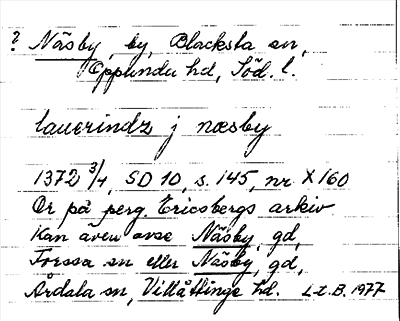 ? Näsby, by, Blacksta sn,
Oppunda hd, Söd. l.
lauerindz j næsby
1372 3/4, SD 10, s. 145, nr X 160
Or på perg. Ericsbergs arkiv
Kan även avse Näsby, gd,
Forssa sn eller Näsby, gd,
Årdala sn, Villåttinge hd. L.E.B. 1977